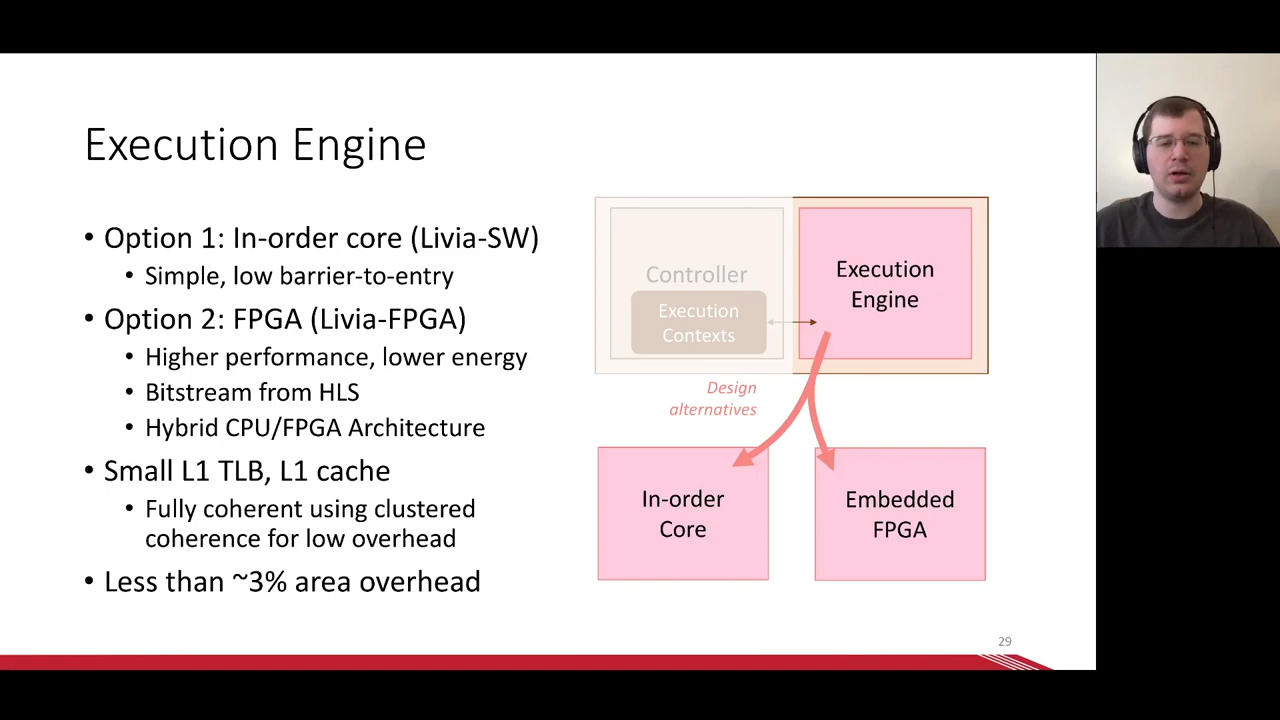 Execution Engine
• Option 1: In-order core (Livia-SW)
• Simple, low barrier-to-entry
• Option 2: FPGA (Livia-FPGA)
• Higher performance, lower energy
• Bitstream from HLS
• Hybrid CPU/FPGA Architecture
• Small L1 TLB, L1 cache
• Fully coherent using clustered
coherence for low overhead
• Less than ~3% area overhead
Controller
Execution
Contexts
Execution
Engine
Design
alternatives
In-order
Core
Embedded
FPGA
29